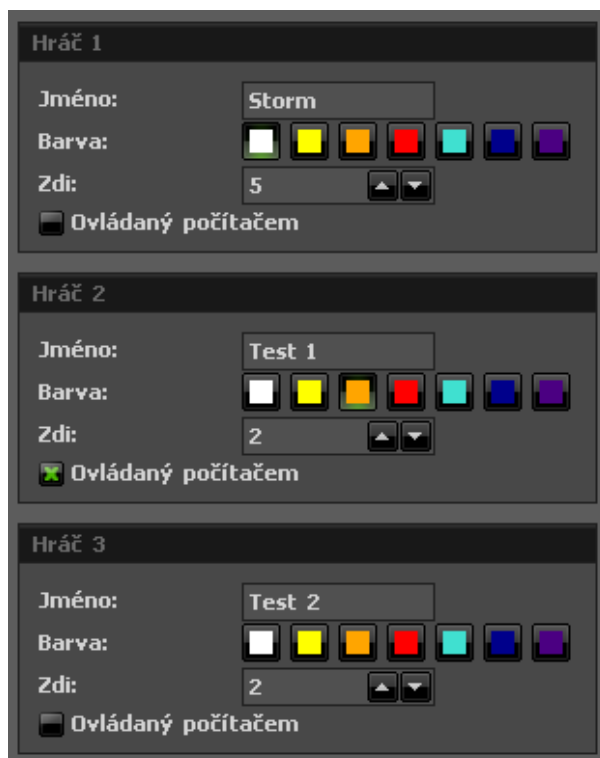 Hráč 1
Jméno: Storm
Barva:
Zdi: 5
Ovládaný počítačem
Hráč 2
Jméno: Test 1
Barva:
Zdi: 2
Ovládaný počítačem
Hráč 3
Jméno: Test 2
Barva:
Zdi: 2
Ovládaný počítačem